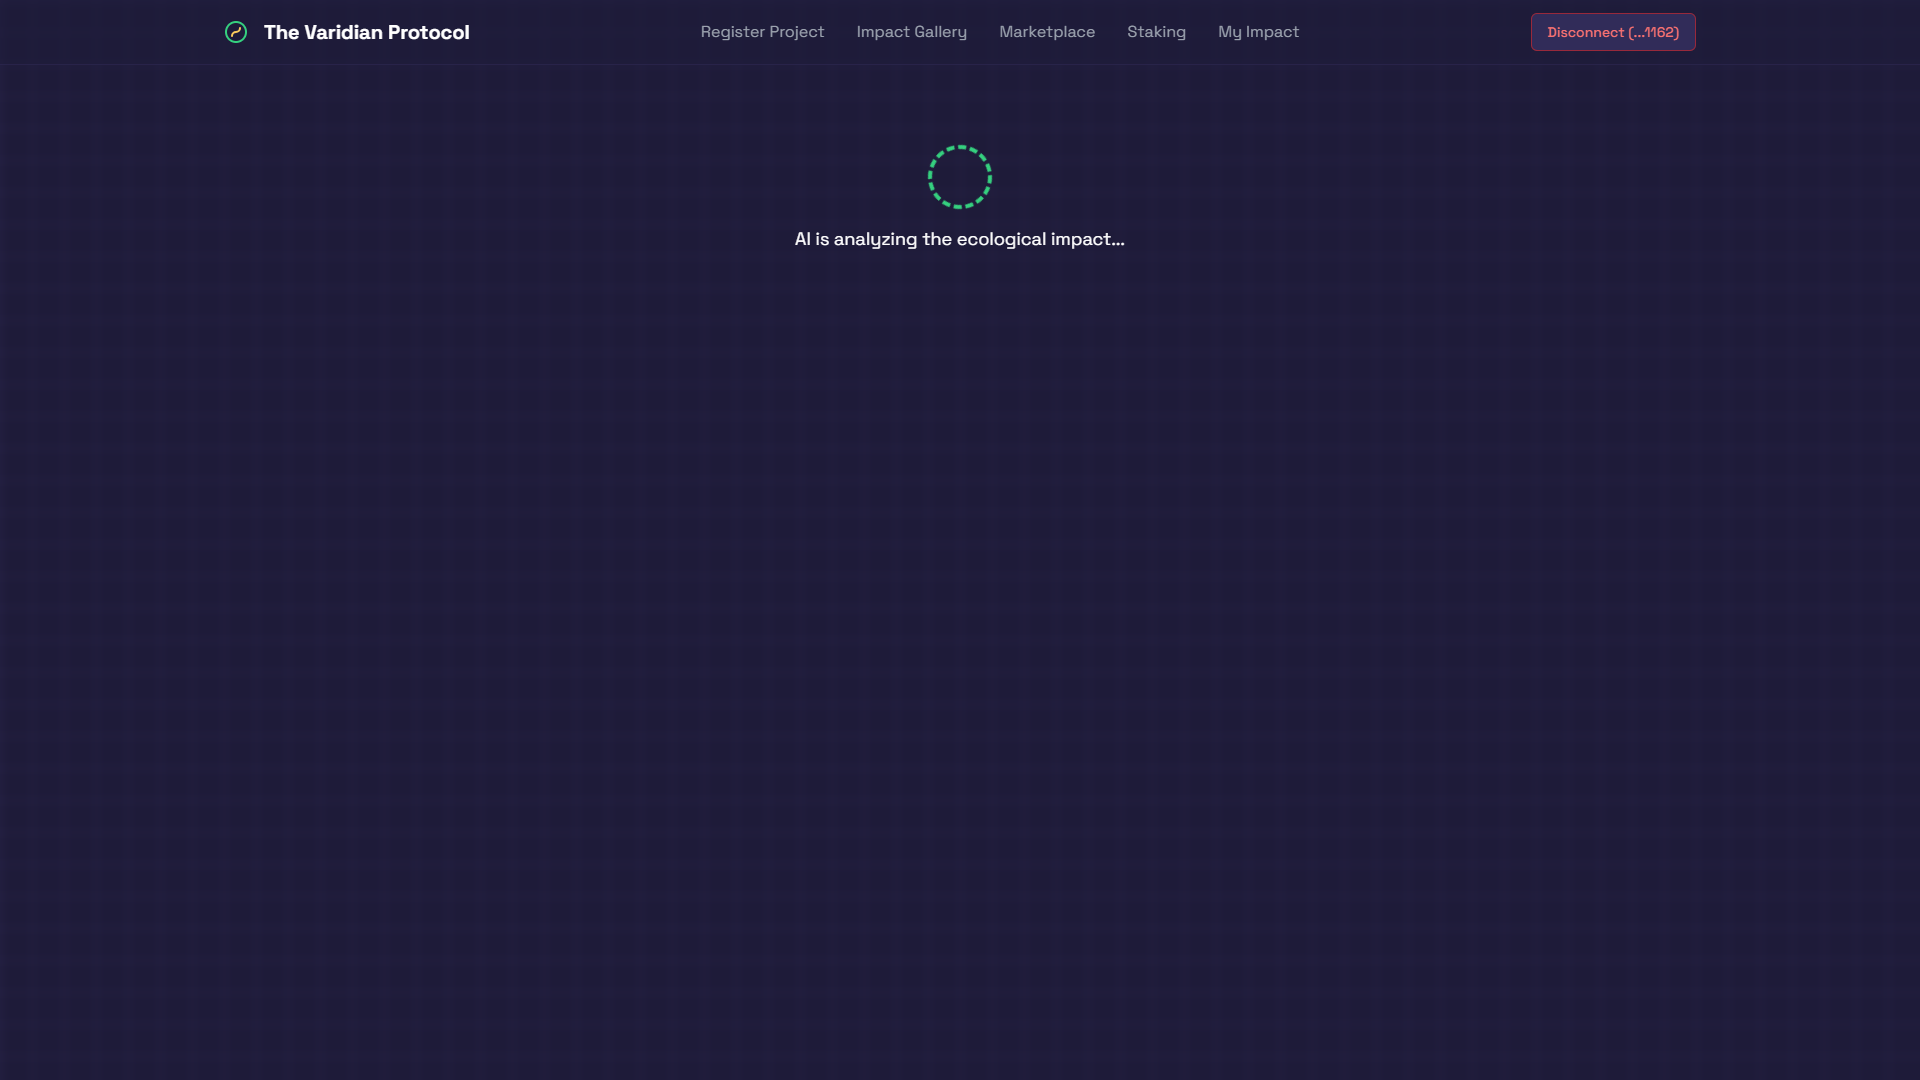 The Varidian Protocol
Register Project
Impact Gallery
Marketplace
Staking
My Impact
Disconnect (...1162)
AI is analyzing the ecological impact...